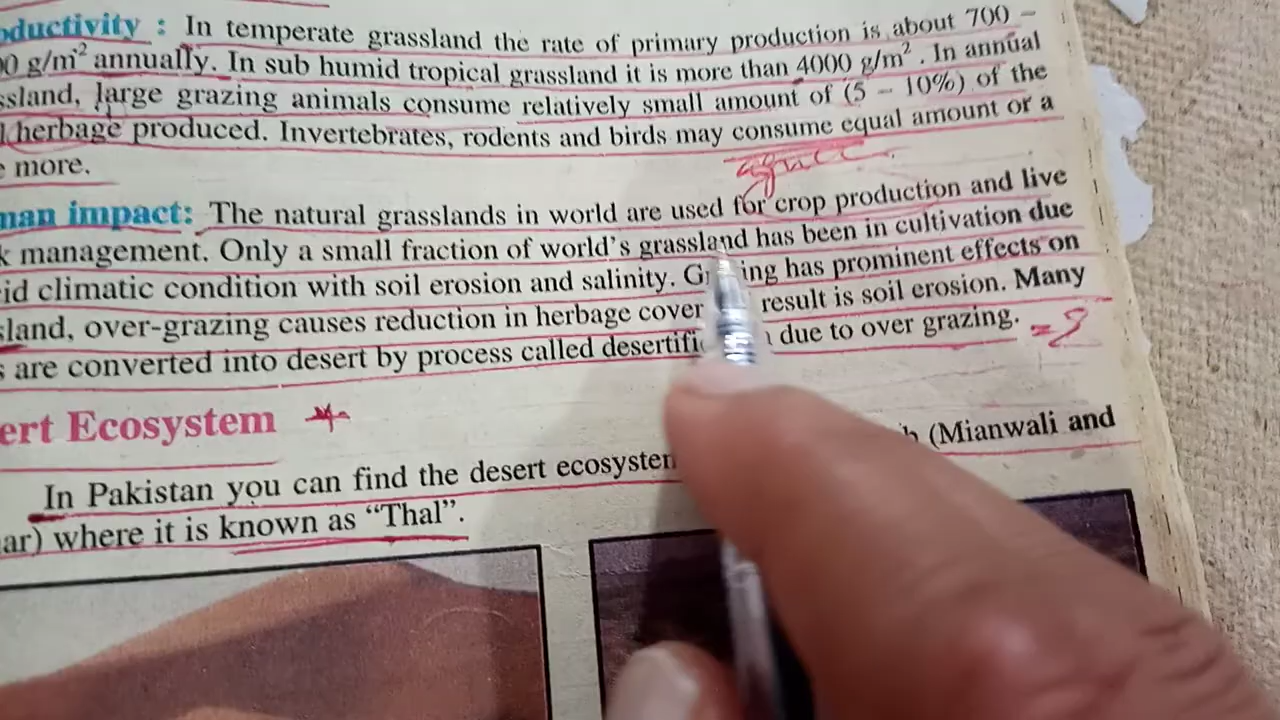 oductivity : In temperate grassland the rate of primary production is about 700 –
0 g/m² annually. In sub humid tropical grassland it is more than 4000 g/m². In annual
ssland, large grazing animals consume relatively small amount of (5 – 10%) of the
l herbage produced. Invertebrates, rodents and birds may consume equal amount or a
e more.
man impact: The natural grasslands in world are used for crop production and live
k management. Only a small fraction of world's grassland has been in cultivation due
id climatic condition with soil erosion and salinity. G ing has prominent effects on
sland, over-grazing causes reduction in herbage cover result is soil erosion. Many
s are converted into desert by process called desertifi due to over grazing.
ert Ecosystem
In Pakistan you can find the desert ecosystem (Mianwali and
ar) where it is known as "Thal".